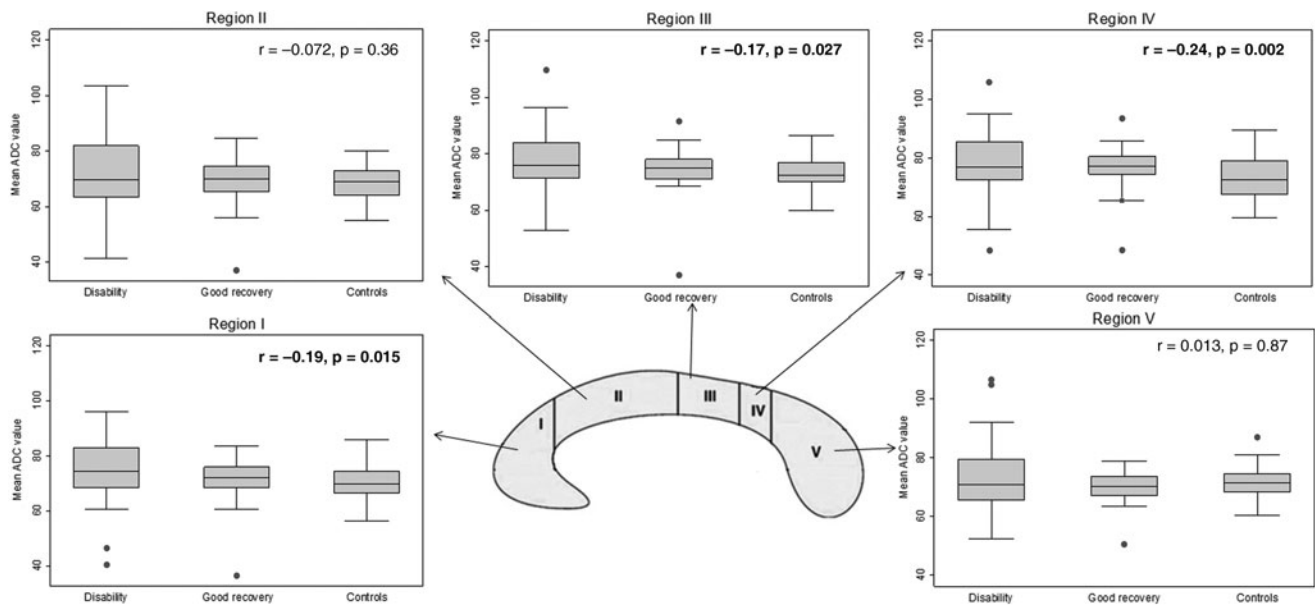 Region II
r = –0.072, p = 0.36
Mean ADC value
120
100
80
60
40
Disability Good recovery Controls
Region III
r = –0.17, p = 0.027
Mean ADC value
120
100
80
60
40
Disability Good recovery Controls
Region IV
r = –0.24, p = 0.002
Mean ADC value
120
100
80
60
40
Disability Good recovery Controls
Region I
r = –0.19, p = 0.015
Mean ADC value
120
100
80
60
40
Disability Good recovery Controls
I II III IV V
Region V
r = 0.013, p = 0.87
Mean ADC value
120
100
80
60
40
Disability Good recovery Controls